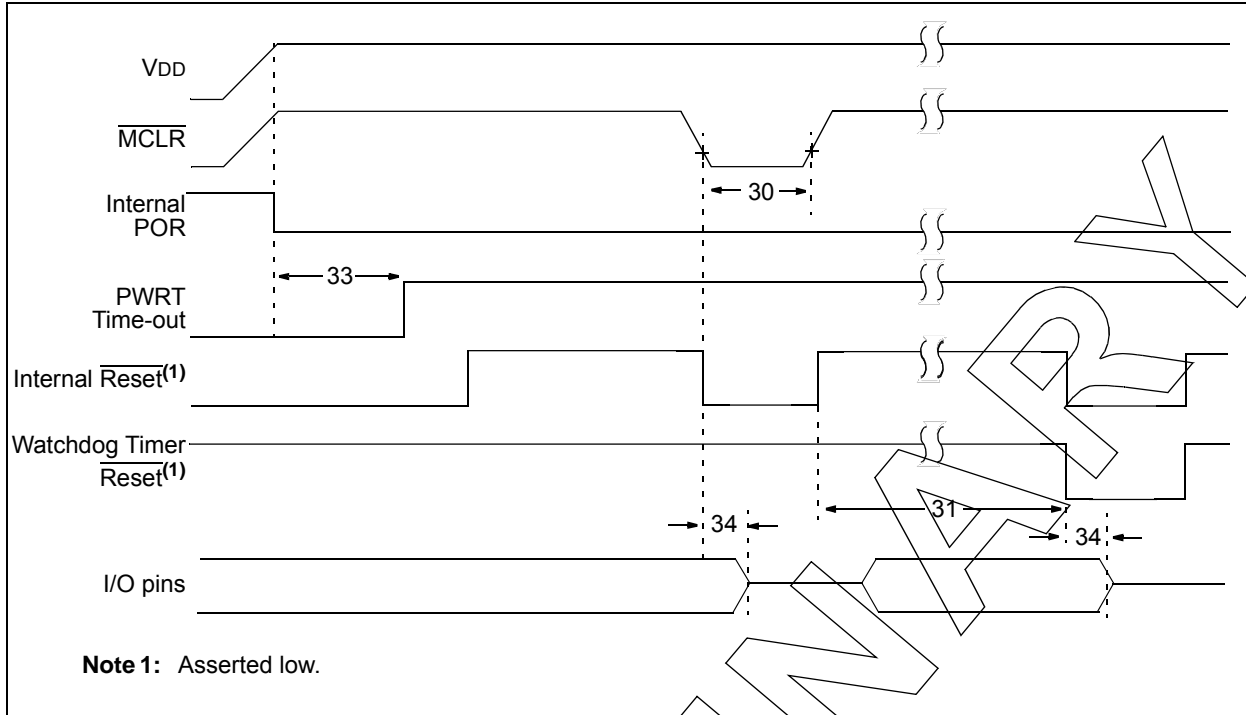 VDD
MCLR
Internal
POR
PWRT
Time-out
Internal Reset(1)
Watchdog Timer
Reset(1)
I/O pins
30
33
31
34
34
Note 1: Asserted low.